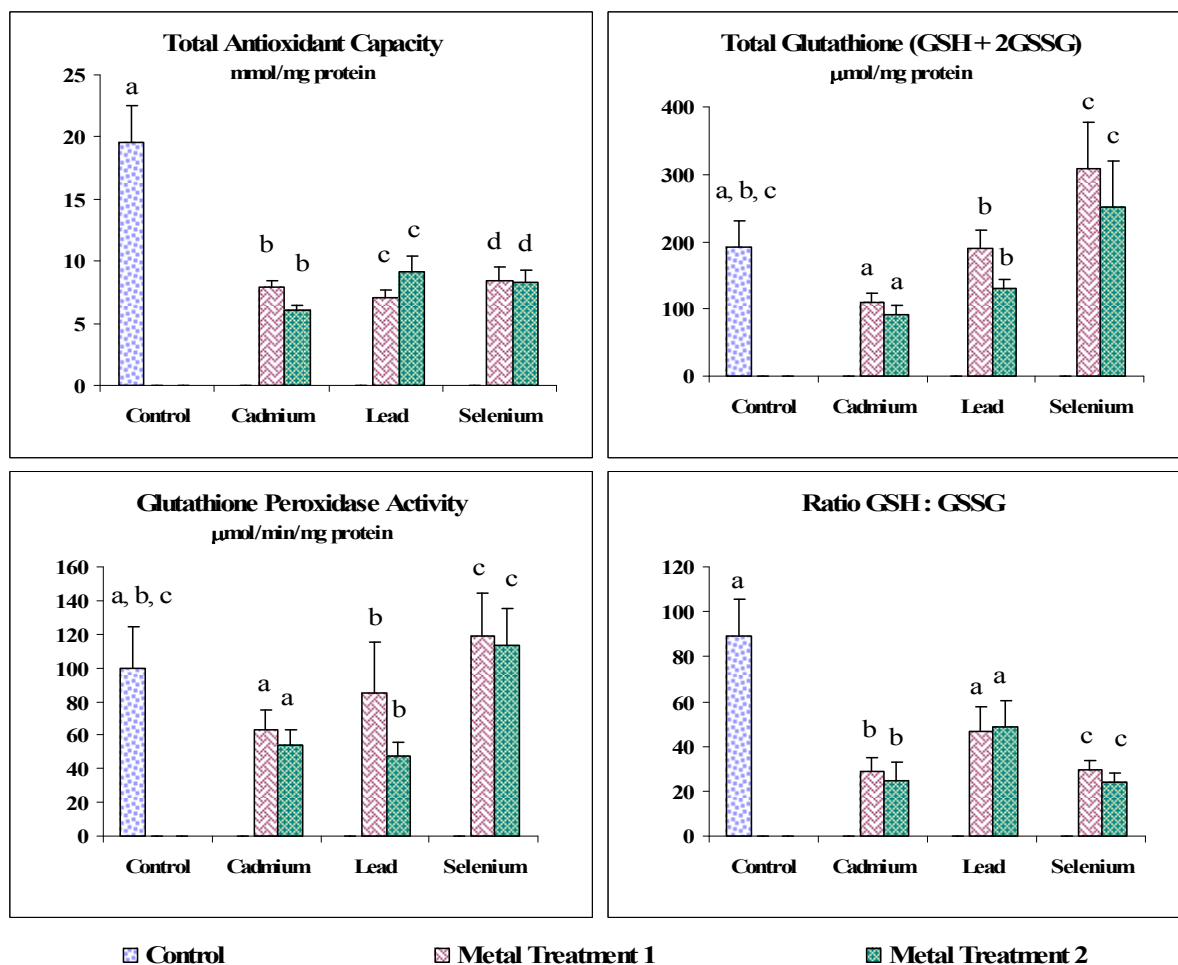 Total Antioxidant Capacity
mmol/mg protein
25
20
15
10
5
0
a
b
b
c
c
d
d
Control
Cadmium
Lead
Selenium
Total Glutathione (GSH + 2GSSG)
μmol/mg protein
400
300
200
100
0
a, b, c
a
a
b
b
c
c
Control
Cadmium
Lead
Selenium
Glutathione Peroxidase Activity
μmol/min/mg protein
160
140
120
100
80
60
40
20
0
a, b, c
a
a
b
b
c
c
Control
Cadmium
Lead
Selenium
Ratio GSH : GSSG
120
100
80
60
40
20
0
a
b
b
a
a
c
c
Control
Cadmium
Lead
Selenium
Control
Metal Treatment 1
Metal Treatment 2